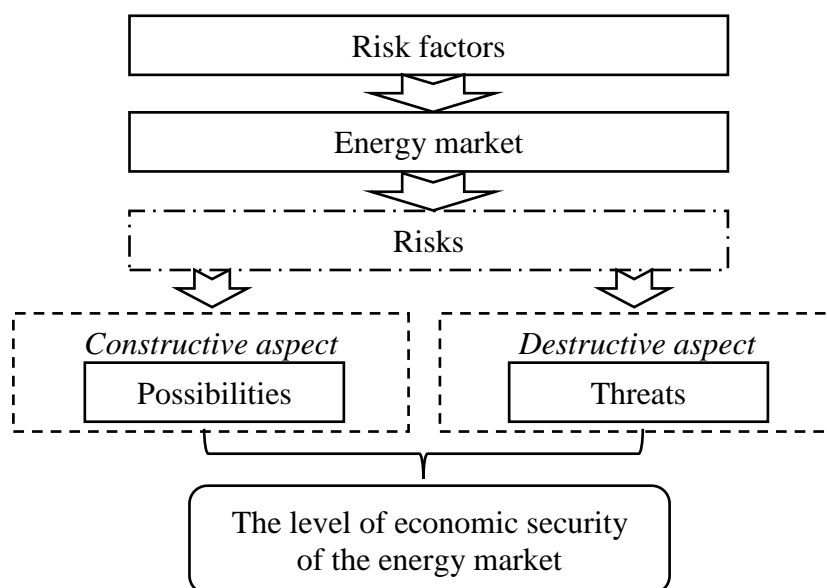 Risk factors
Energy market
Risks
Constructive aspect
Possibilities
Destructive aspect
Threats
The level of economic security
of the energy market